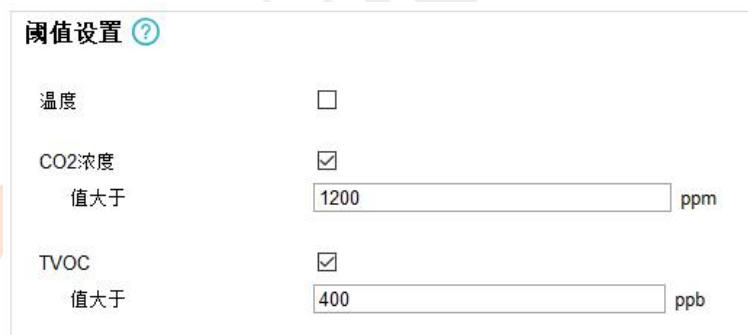 阈值设置 ?
温度
CO2浓度
值大于 1200 ppm
TVOC
值大于 400 ppb